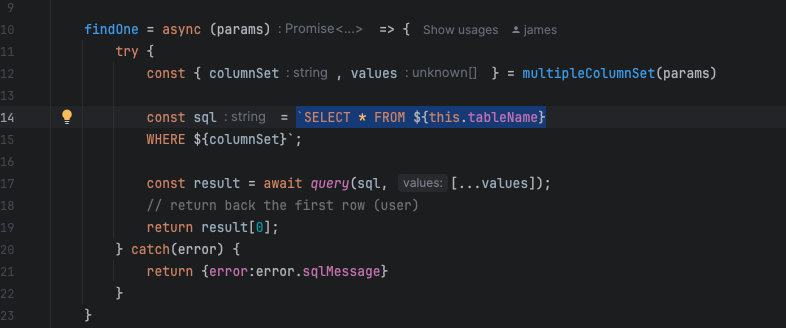 9
10 findOne = async (params) : Promise<...> => { Show usages james
11 try {
12 const { columnSet : string , values : unknown[] } = multipleColumnSet(params)
13
14 const sql : string = `SELECT * FROM ${this.tableName}
15 WHERE ${columnSet}`;
16
17 const result = await query(sql, values: [...values]);
18 // return back the first row (user)
19 return result[0];
20 } catch(error) {
21 return {error:error.sqlMessage}
22 }
23 }